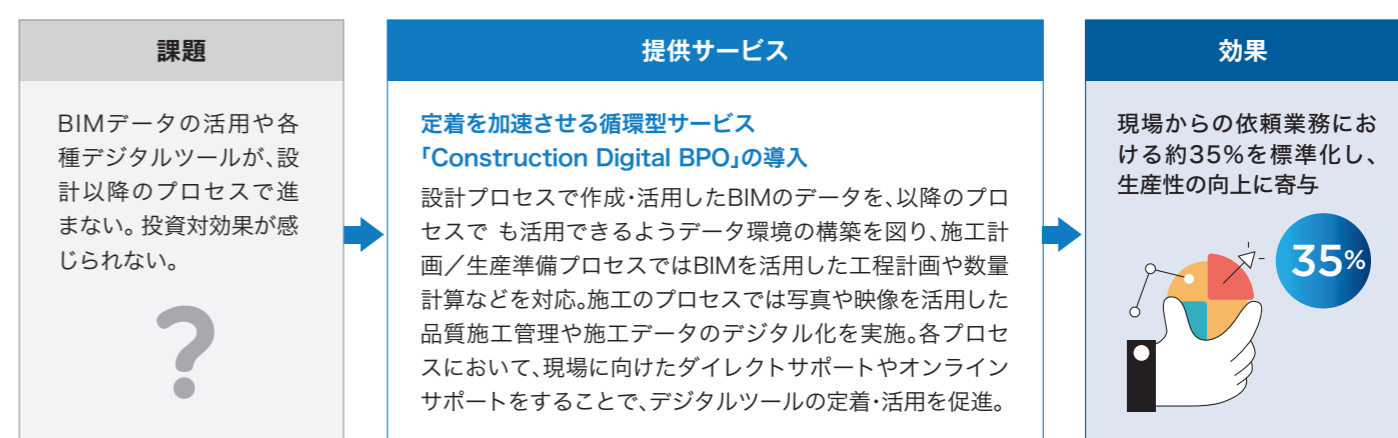 課題
BIMデータの活用や各
種デジタルツールが、設
計以降のプロセスで進
まない。投資対効果が感
じられない。
?
提供サービス
定着を加速させる循環型サービス
「Construction Digital BPO」の導入
設計プロセスで作成・活用したBIMのデータを、以降のプロ
セスで も活用できるようデータ環境の構築を図り、施工計
画／生産準備プロセスではBIMを活用した工程計画や数量
計算などを対応。施工のプロセスでは写真や映像を活用した
品質施工管理や施工データのデジタル化を実施。各プロセ
スにおいて、現場に向けたダイレクトサポートやオンライン
サポートをすることで、デジタルツールの定着・活用を促進。
効果
現場からの依頼業務にお
ける約35%を標準化し、
生産性の向上に寄与
35%